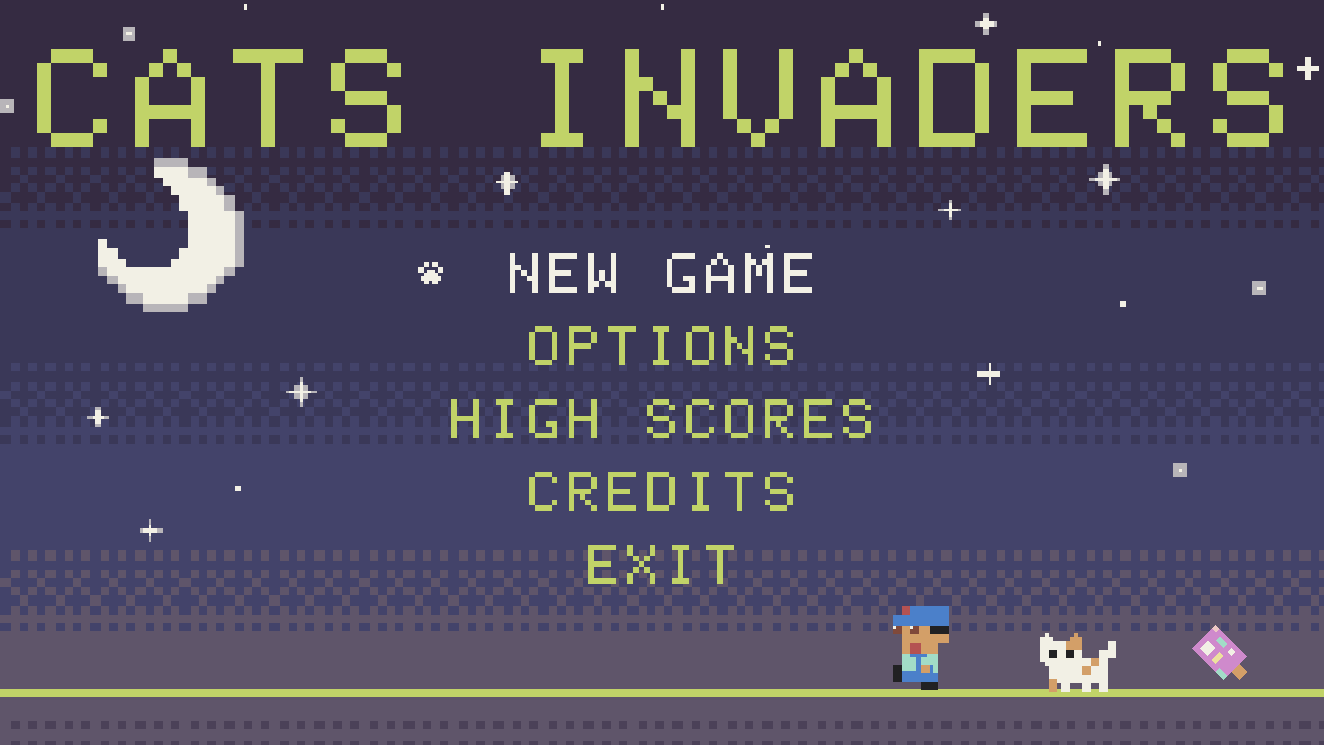 CATS INVADERS
NEW GAME
OPTIONS
HIGH SCORES
CREDITS
EXIT